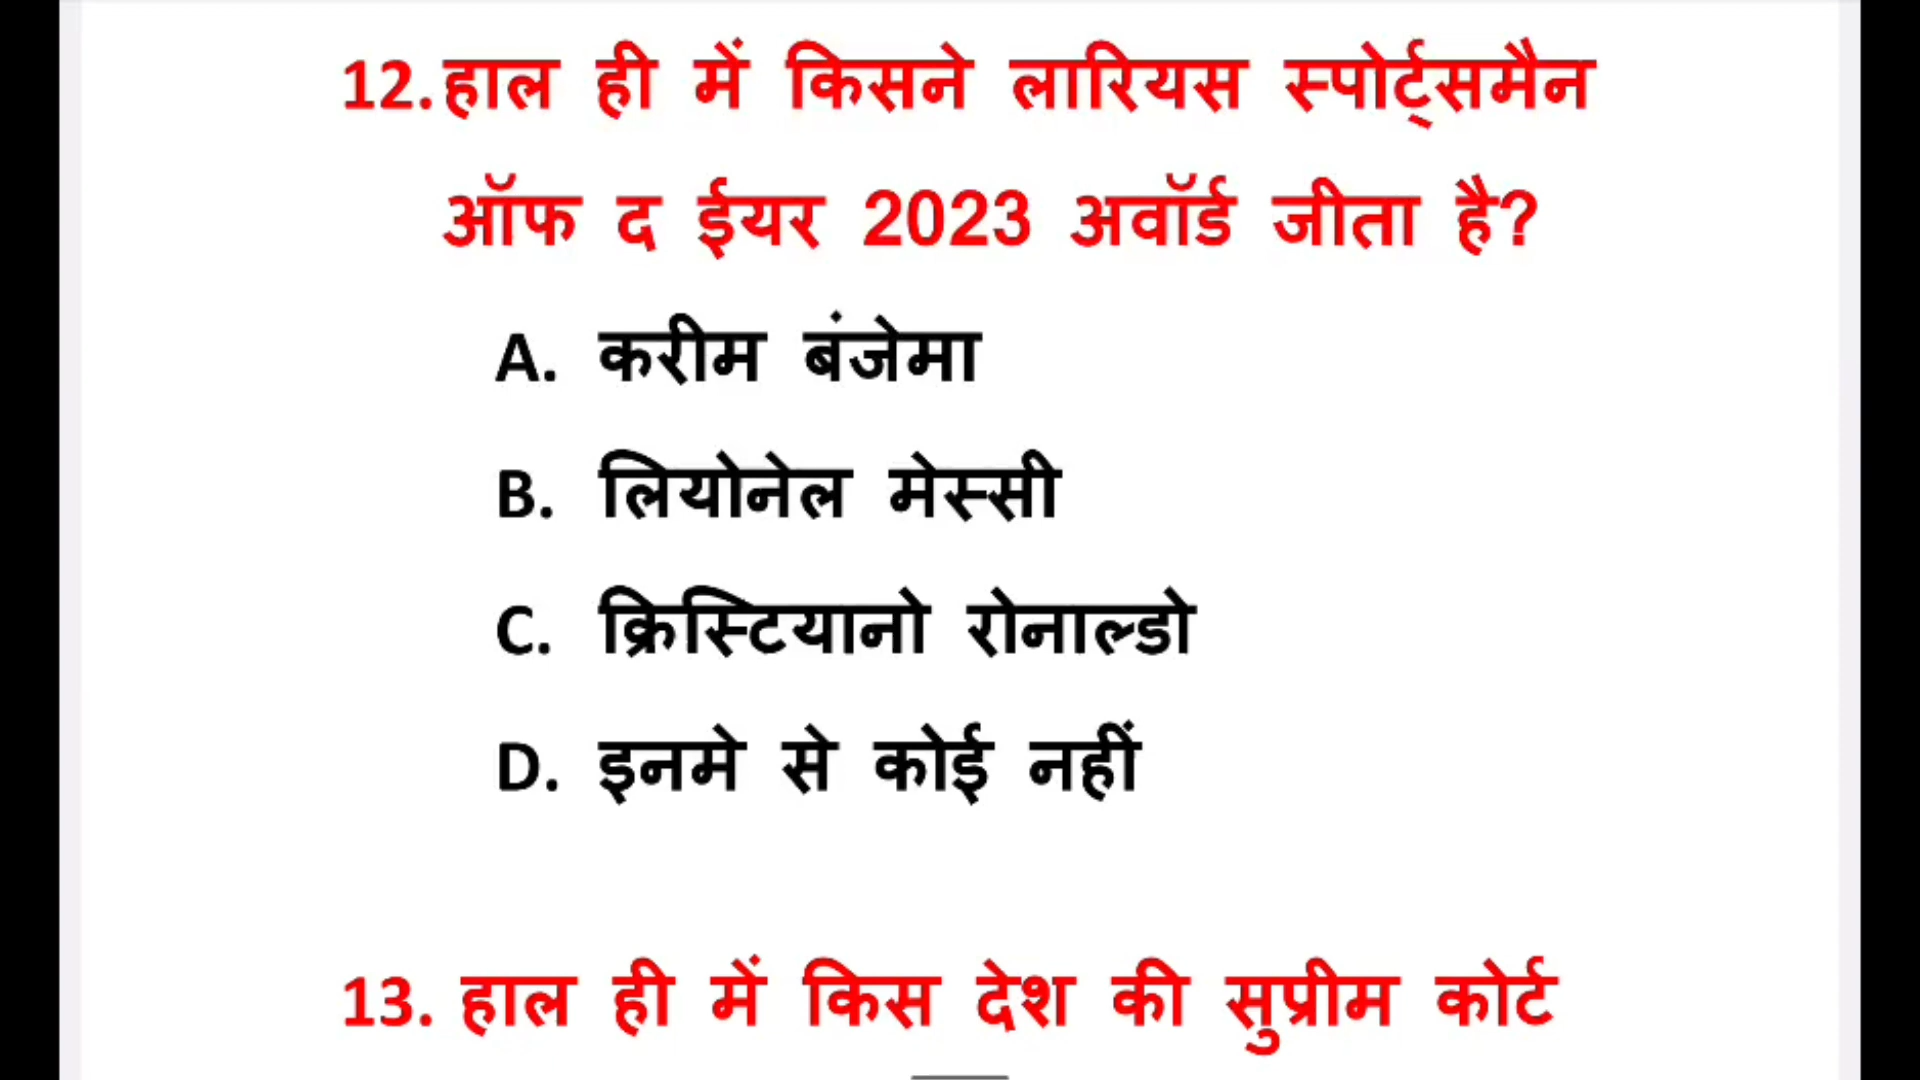 12. हाल ही में किसने लारियस स्पोर्ट्समैन
ऑफ द ईयर 2023 अवॉर्ड जीता है?
A. करीम बंजेमा
B. लियोनेल मेस्सी
C. क्रिस्टियानो रोनाल्डो
D. इनमे से कोई नहीं
13. हाल ही में किस देश की सुप्रीम कोर्ट